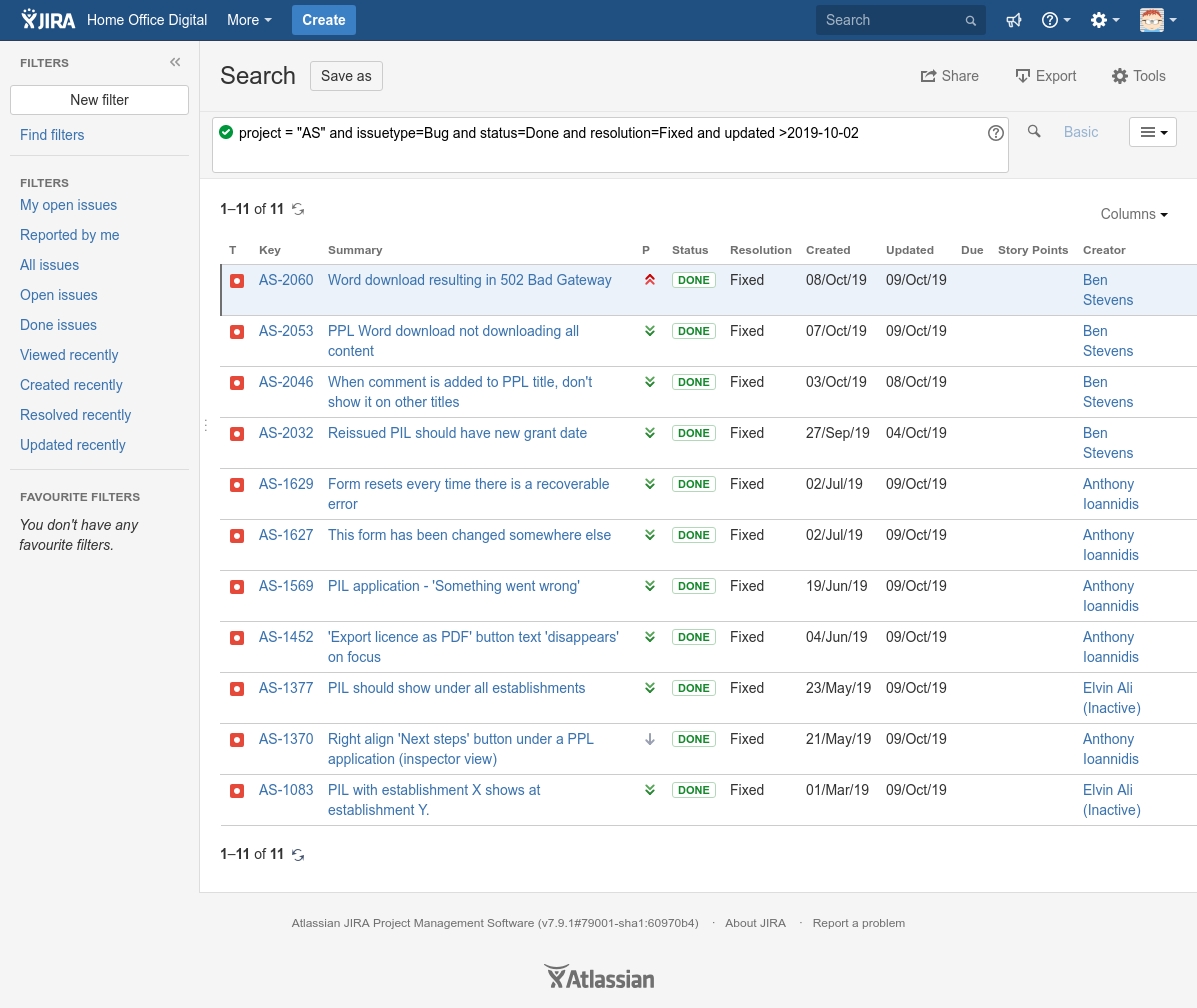 JIRA Home Office Digital More Create Search
FILTERS
New filter
Find filters
FILTERS
My open issues
Reported by me
All issues
Open issues
Done issues
Viewed recently
Created recently
Resolved recently
Updated recently
FAVOURITE FILTERS
You don't have any
favourite filters.
Search Save as Share Export Tools
project = "AS" and issuetype=Bug and status=Done and resolution=Fixed and updated >2019-10-02 Basic
1–11 of 11
Columns
T Key Summary P Status Resolution Created Updated Due Story Points Creator
AS-2060 Word download resulting in 502 Bad Gateway DONE Fixed 08/Oct/19 09/Oct/19 Ben
Stevens
AS-2053 PPL Word download not downloading all DONE Fixed 07/Oct/19 09/Oct/19 Ben
content Stevens
AS-2046 When comment is added to PPL title, don't DONE Fixed 03/Oct/19 08/Oct/19 Ben
show it on other titles Stevens
AS-2032 Reissued PIL should have new grant date DONE Fixed 27/Sep/19 04/Oct/19 Ben
Stevens
AS-1629 Form resets every time there is a recoverable DONE Fixed 02/Jul/19 09/Oct/19 Anthony
error Ioannidis
AS-1627 This form has been changed somewhere else DONE Fixed 02/Jul/19 09/Oct/19 Anthony
Ioannidis
AS-1569 PIL application - 'Something went wrong' DONE Fixed 19/Jun/19 09/Oct/19 Anthony
Ioannidis
AS-1452 'Export licence as PDF' button text 'disappears' DONE Fixed 04/Jun/19 09/Oct/19 Anthony
on focus Ioannidis
AS-1377 PIL should show under all establishments DONE Fixed 23/May/19 09/Oct/19 Elvin Ali
(Inactive)
AS-1370 Right align 'Next steps' button under a PPL DONE Fixed 21/May/19 09/Oct/19 Anthony
application (inspector view) Ioannidis
AS-1083 PIL with establishment X shows at DONE Fixed 01/Mar/19 09/Oct/19 Elvin Ali
establishment Y. (Inactive)
1–11 of 11
Atlassian JIRA Project Management Software (v7.9.1#79001-sha1:60970b4) · About JIRA · Report a problem
Atlassian